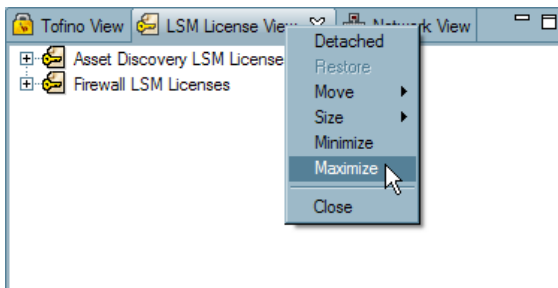 Tofino View LSM License View Network View
Asset Discovery LSM License
Firewall LSM Licenses
Detached
Restore
Move
Size
Minimize
Maximize
Close